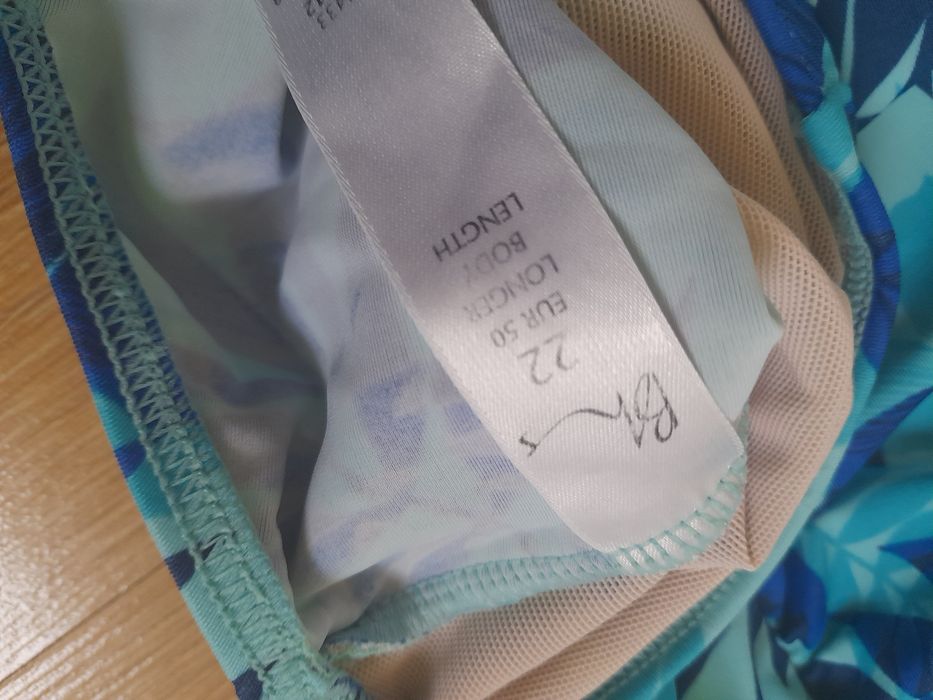 22
EUR 50
LONGER
BODY
LENGTH